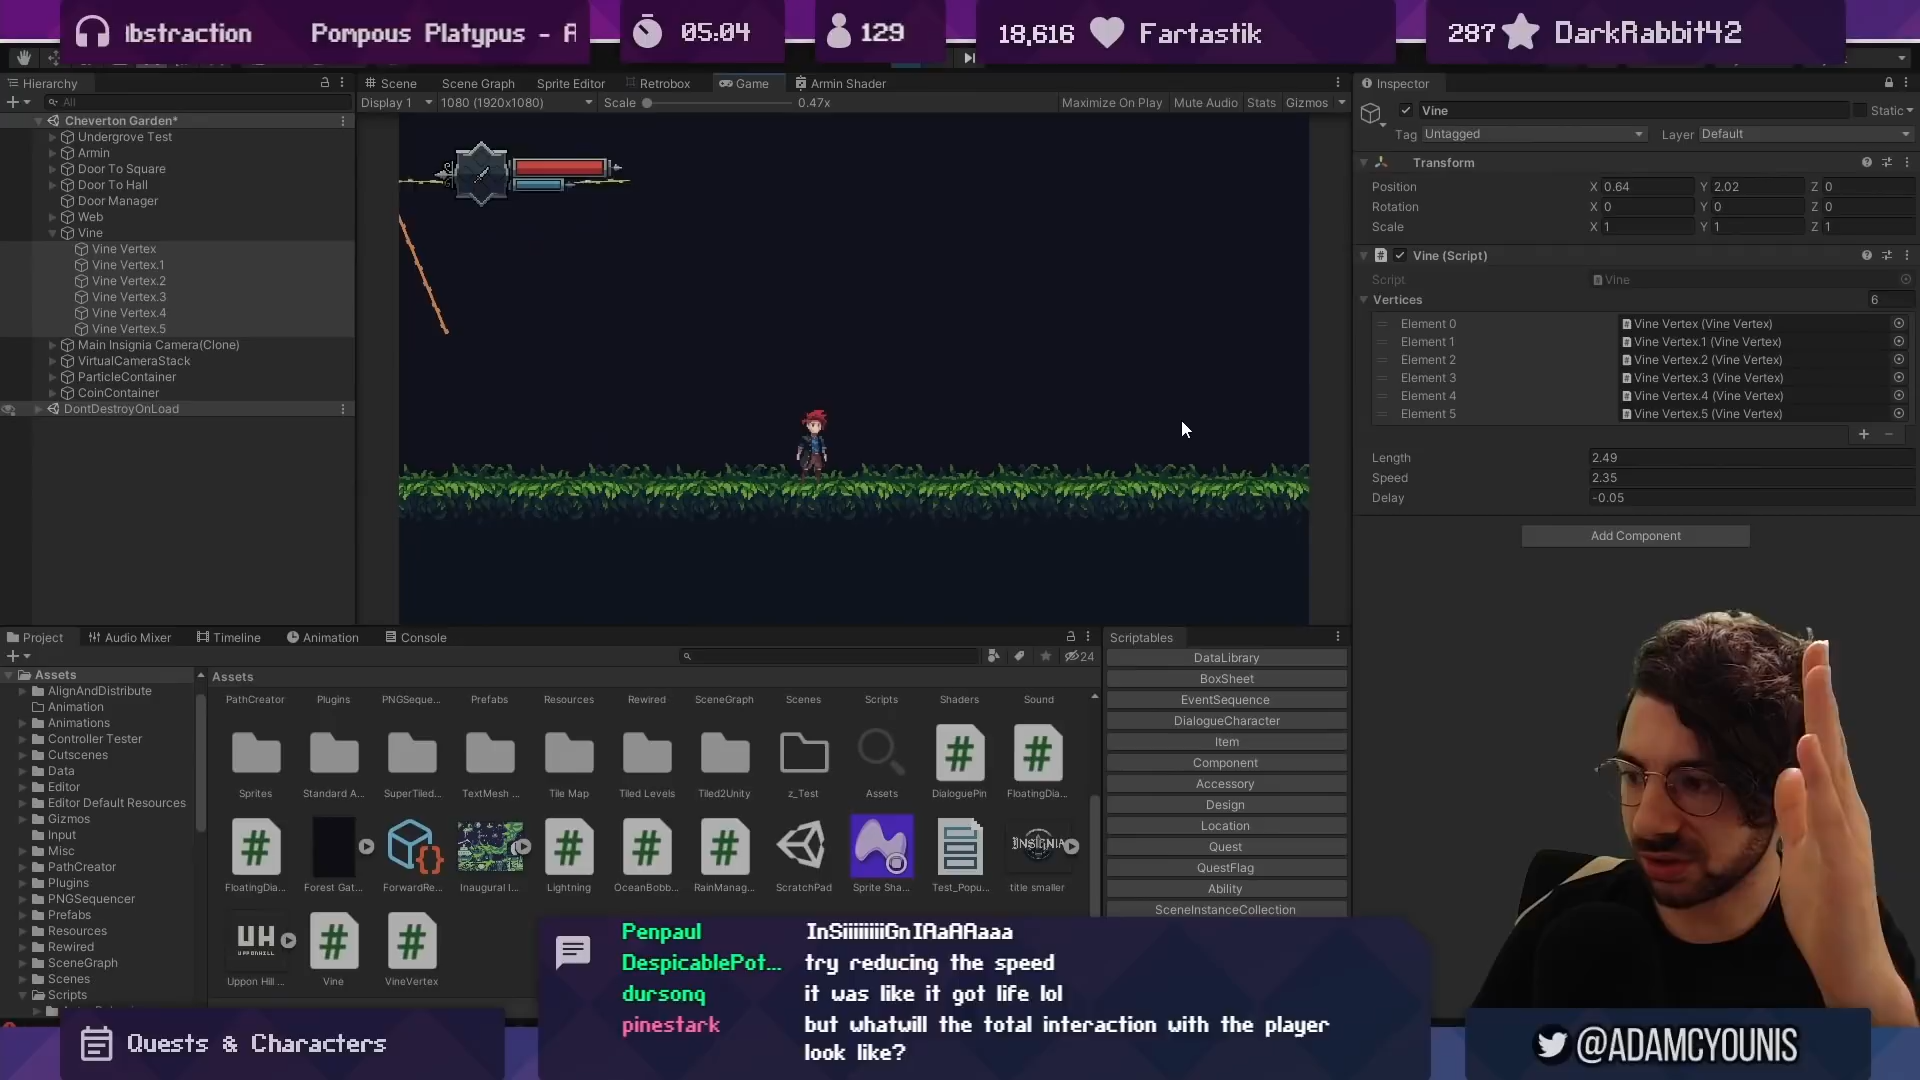 lbstraction
Pompous Platypus - A
05:04
129
18,616 Fartastik
287 DarkRabbit42
Hierarchy
All
Cheverton Garden*
Undergrove Test
Armin
Door To Square
Door To Hall
Door Manager
Web
Vine
Vine Vertex
Vine Vertex.1
Vine Vertex.2
Vine Vertex.3
Vine Vertex.4
Vine Vertex.5
Main Insignia Camera(Clone)
VirtualCameraStack
ParticleContainer
CoinContainer
DontDestroyOnLoad
Scene
Scene Graph
Sprite Editor
Retrobox
Game
Armin Shader
Display 1
1080 (1920x1080)
Scale
0.47x
Maximize On Play
Mute Audio
Stats
Gizmos
Inspector
Vine
Static
Tag Untagged
Layer Default
Transform
Position X 0.64 Y 2.02 Z 0
Rotation X 0 Y 0 Z 0
Scale X 1 Y 1 Z 1
Vine (Script)
Script Vine
Vertices 6
Element 0 Vine Vertex (Vine Vertex)
Element 1 Vine Vertex.1 (Vine Vertex)
Element 2 Vine Vertex.2 (Vine Vertex)
Element 3 Vine Vertex.3 (Vine Vertex)
Element 4 Vine Vertex.4 (Vine Vertex)
Element 5 Vine Vertex.5 (Vine Vertex)
Length 2.49
Speed 2.35
Delay -0.05
Add Component
Project
Audio Mixer
Timeline
Animation
Console
24
Assets
AlignAndDistribute
Animation
Animations
Controller Tester
Cutscenes
Data
Editor
Editor Default Resources
Gizmos
Input
Misc
PathCreator
Plugins
PNGSequencer
Prefabs
Resources
Rewired
SceneGraph
Scenes
Scripts
Assets
PathCreator Plugins PNGSeque... Prefabs Resources Rewired SceneGraph Scenes Scripts Shaders Sound
Sprites Standard A... SuperTiled... TextMesh ... Tile Map Tiled Levels Tiled2Unity z_Test Assets DialoguePin FloatingDia...
INSIGNIA
FloatingDia... Forest Gat... ForwardRe... Inaugural I... Lightning OceanBobb... RainManag... ScratchPad Sprite Sha... Test_Popu... title smaller
UH
UPPONHILL
Uppon Hill ... Vine VineVertex
Scriptables
DataLibrary
BoxSheet
EventSequence
DialogueCharacter
Item
Component
Accessory
Design
Location
Quest
QuestFlag
Ability
SceneInstanceCollection
Penpaul InSiiiiiiiiGnIAaAAaaa
DespicablePot... try reducing the speed
dursonq it was like it got life lol
pinestark but whatwill the total interaction with the player
look like?
Quests & Characters
@ADAMCYOUNIS